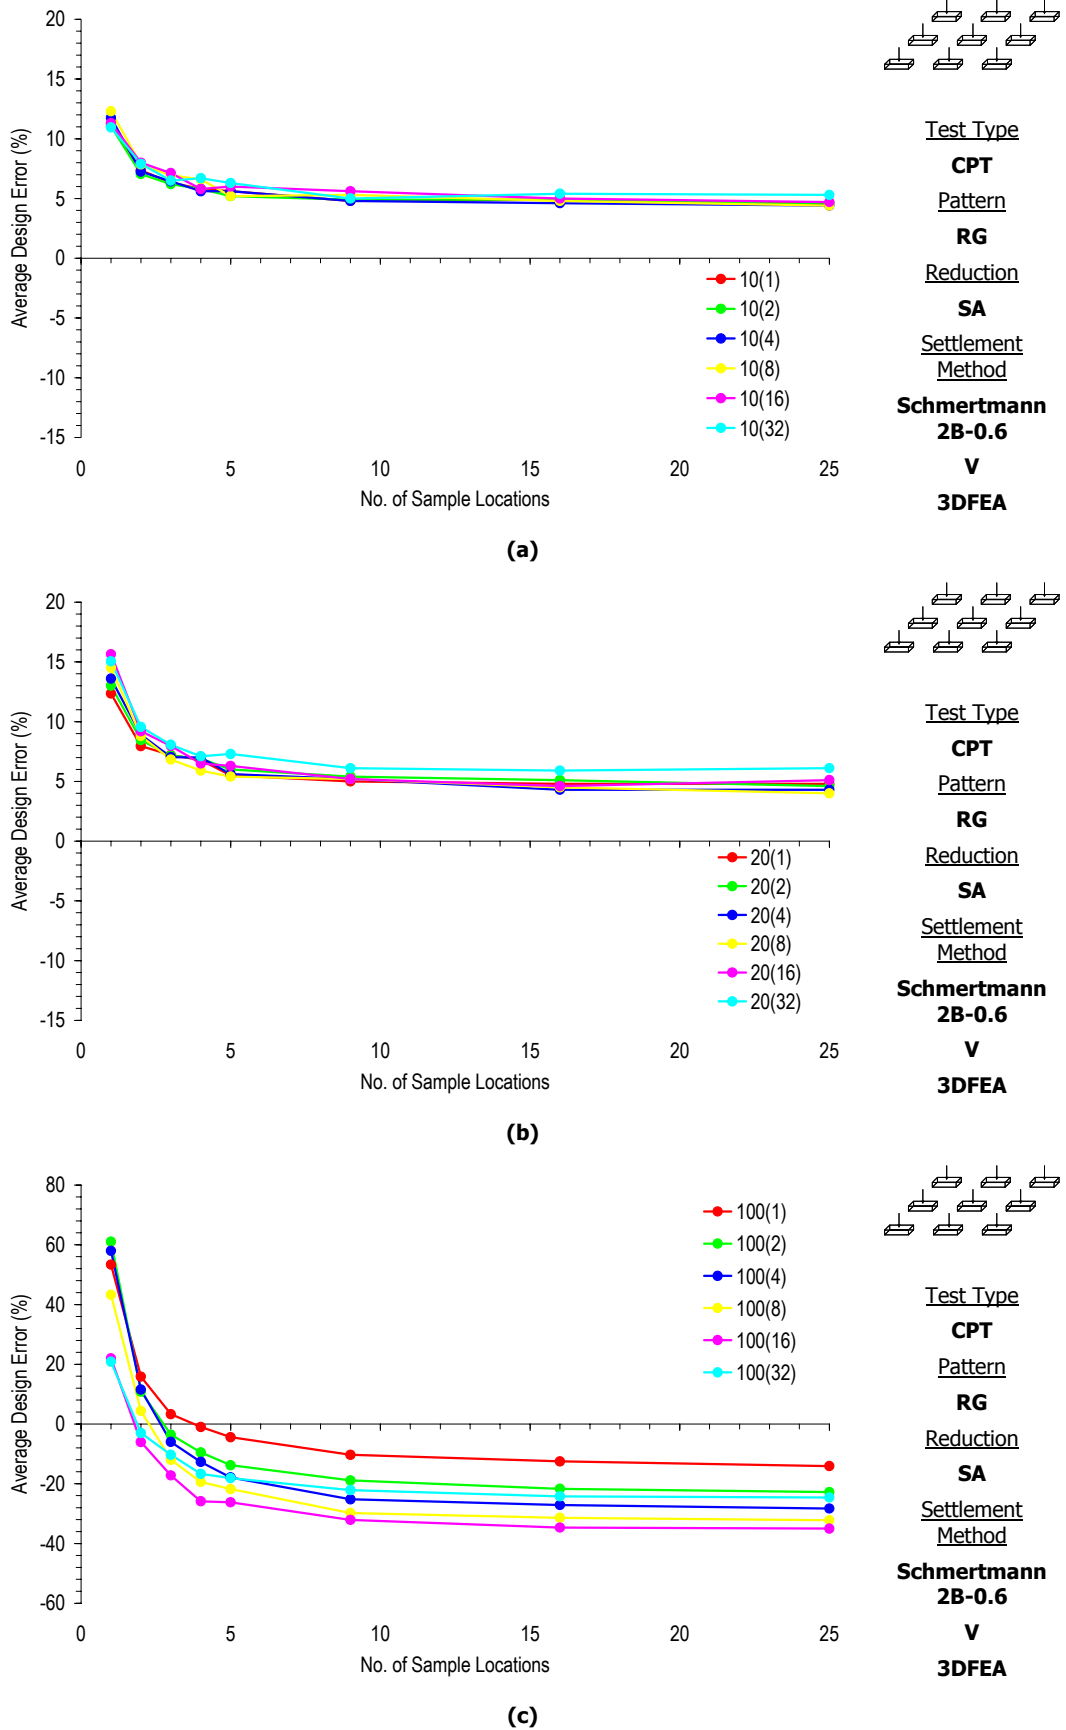 20
15
10
5
0
-5
-10
-15
Average Design Error (%)
0
5
10
15
20
25
No. of Sample Locations
10(1)
10(2)
10(4)
10(8)
10(16)
10(32)
Test Type
CPT
Pattern
RG
Reduction
SA
Settlement
Method
Schmertmann
2B-0.6
V
3DFEA
(a)
20
15
10
5
0
-5
-10
-15
Average Design Error (%)
0
5
10
15
20
25
No. of Sample Locations
20(1)
20(2)
20(4)
20(8)
20(16)
20(32)
Test Type
CPT
Pattern
RG
Reduction
SA
Settlement
Method
Schmertmann
2B-0.6
V
3DFEA
(b)
80
60
40
20
0
-20
-40
-60
Average Design Error (%)
0
5
10
15
20
25
No. of Sample Locations
100(1)
100(2)
100(4)
100(8)
100(16)
100(32)
Test Type
CPT
Pattern
RG
Reduction
SA
Settlement
Method
Schmertmann
2B-0.6
V
3DFEA
(c)